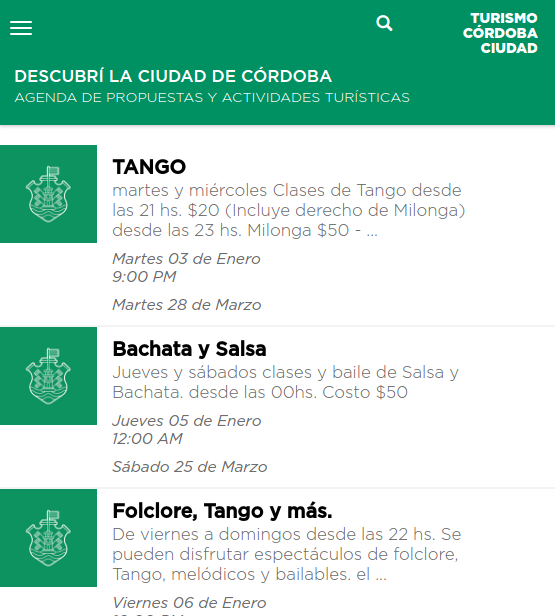 TURISMO
CÓRDOBA
CIUDAD
DESCUBRÍ LA CIUDAD DE CÓRDOBA
AGENDA DE PROPUESTAS Y ACTIVIDADES TURÍSTICAS
TANGO
martes y miércoles Clases de Tango desde
las 21 hs. $20 (Incluye derecho de Milonga)
desde las 23 hs. Milonga $50 - ...
Martes 03 de Enero
9:00 PM
Martes 28 de Marzo
Bachata y Salsa
Jueves y sábados clases y baile de Salsa y
Bachata. desde las 00hs. Costo $50
Jueves 05 de Enero
12:00 AM
Sábado 25 de Marzo
Folclore, Tango y más.
De viernes a domingos desde las 22 hs. Se
pueden disfrutar espectáculos de folclore,
Tango, melódicos y bailables. el ...
Viernes 06 de Enero